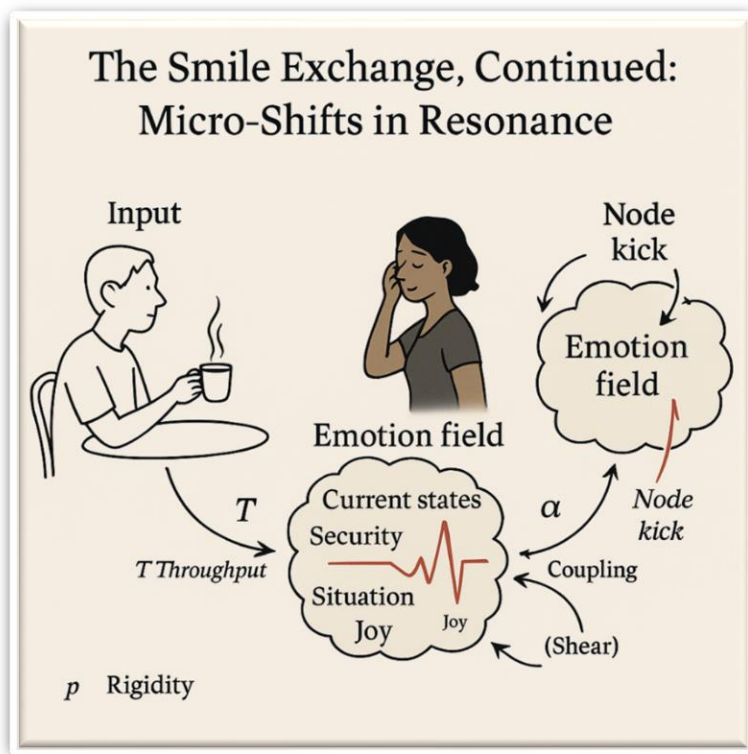 The Smile Exchange, Continued:
Micro-Shifts in Resonance
Input
Node
kick
Emotion
field
Emotion field
Current states
Security
Situation
Joy
Joy
T
T Throughput
α
Coupling
Node
kick
(Shear)
p Rigidity